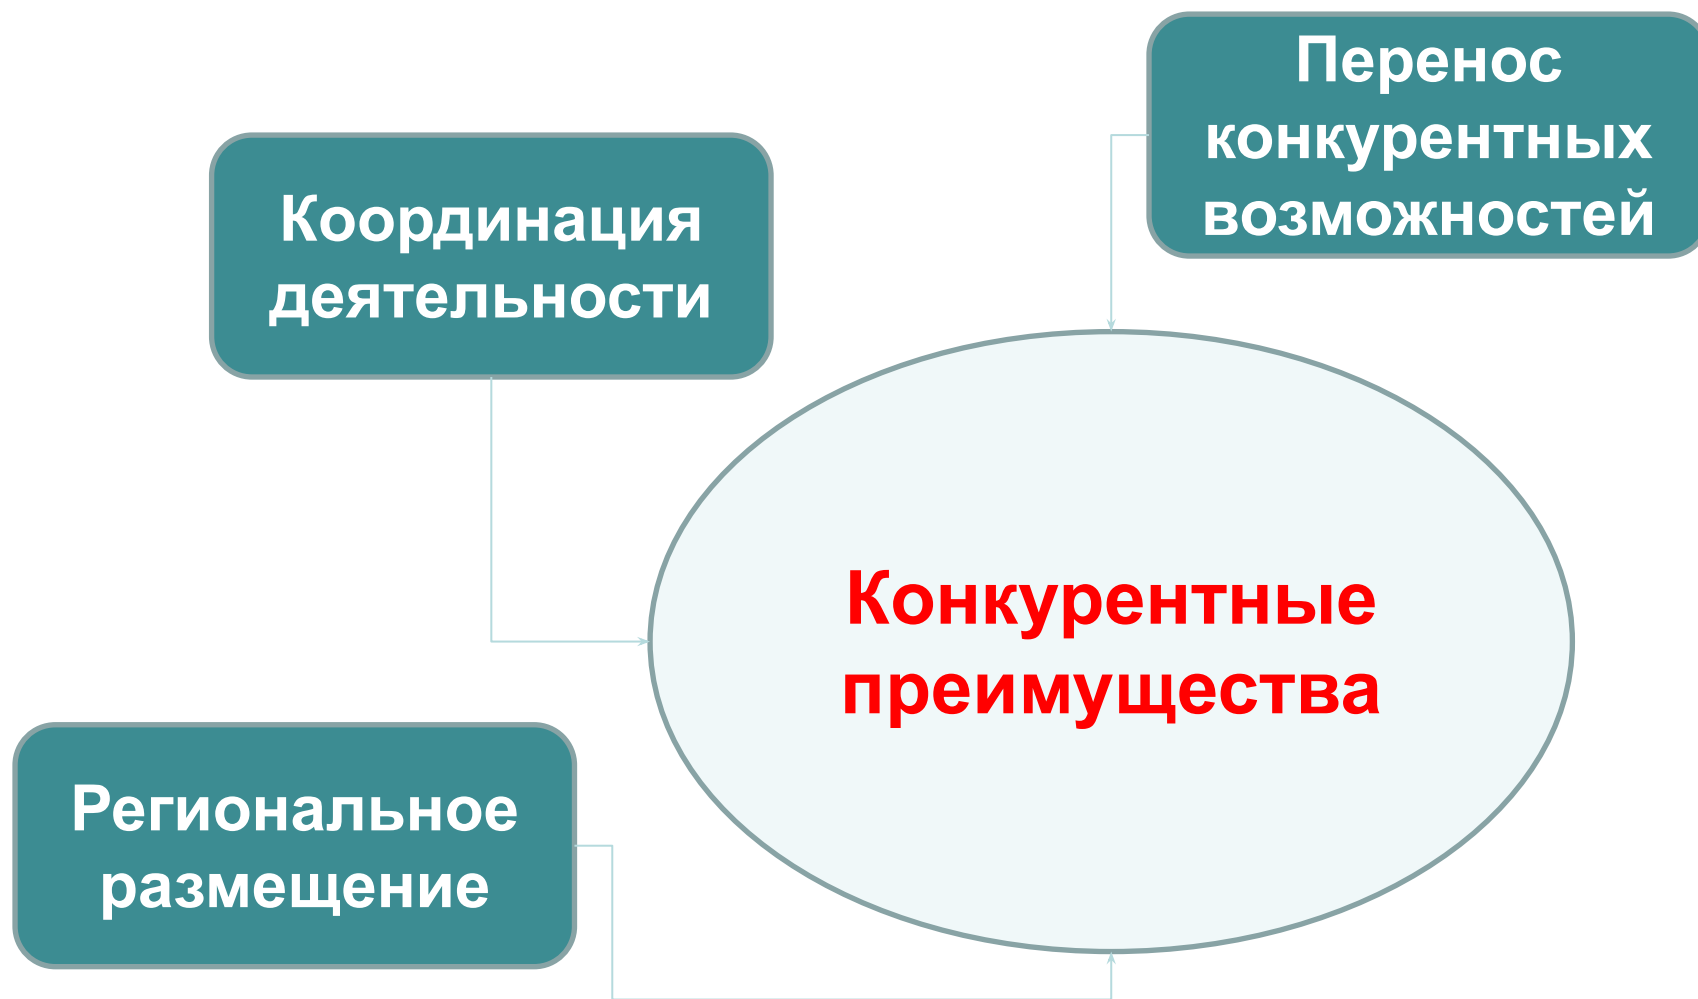 Перенос
конкурентных
возможностей
Координация
деятельности
Конкурентные
преимущества
Региональное
размещение